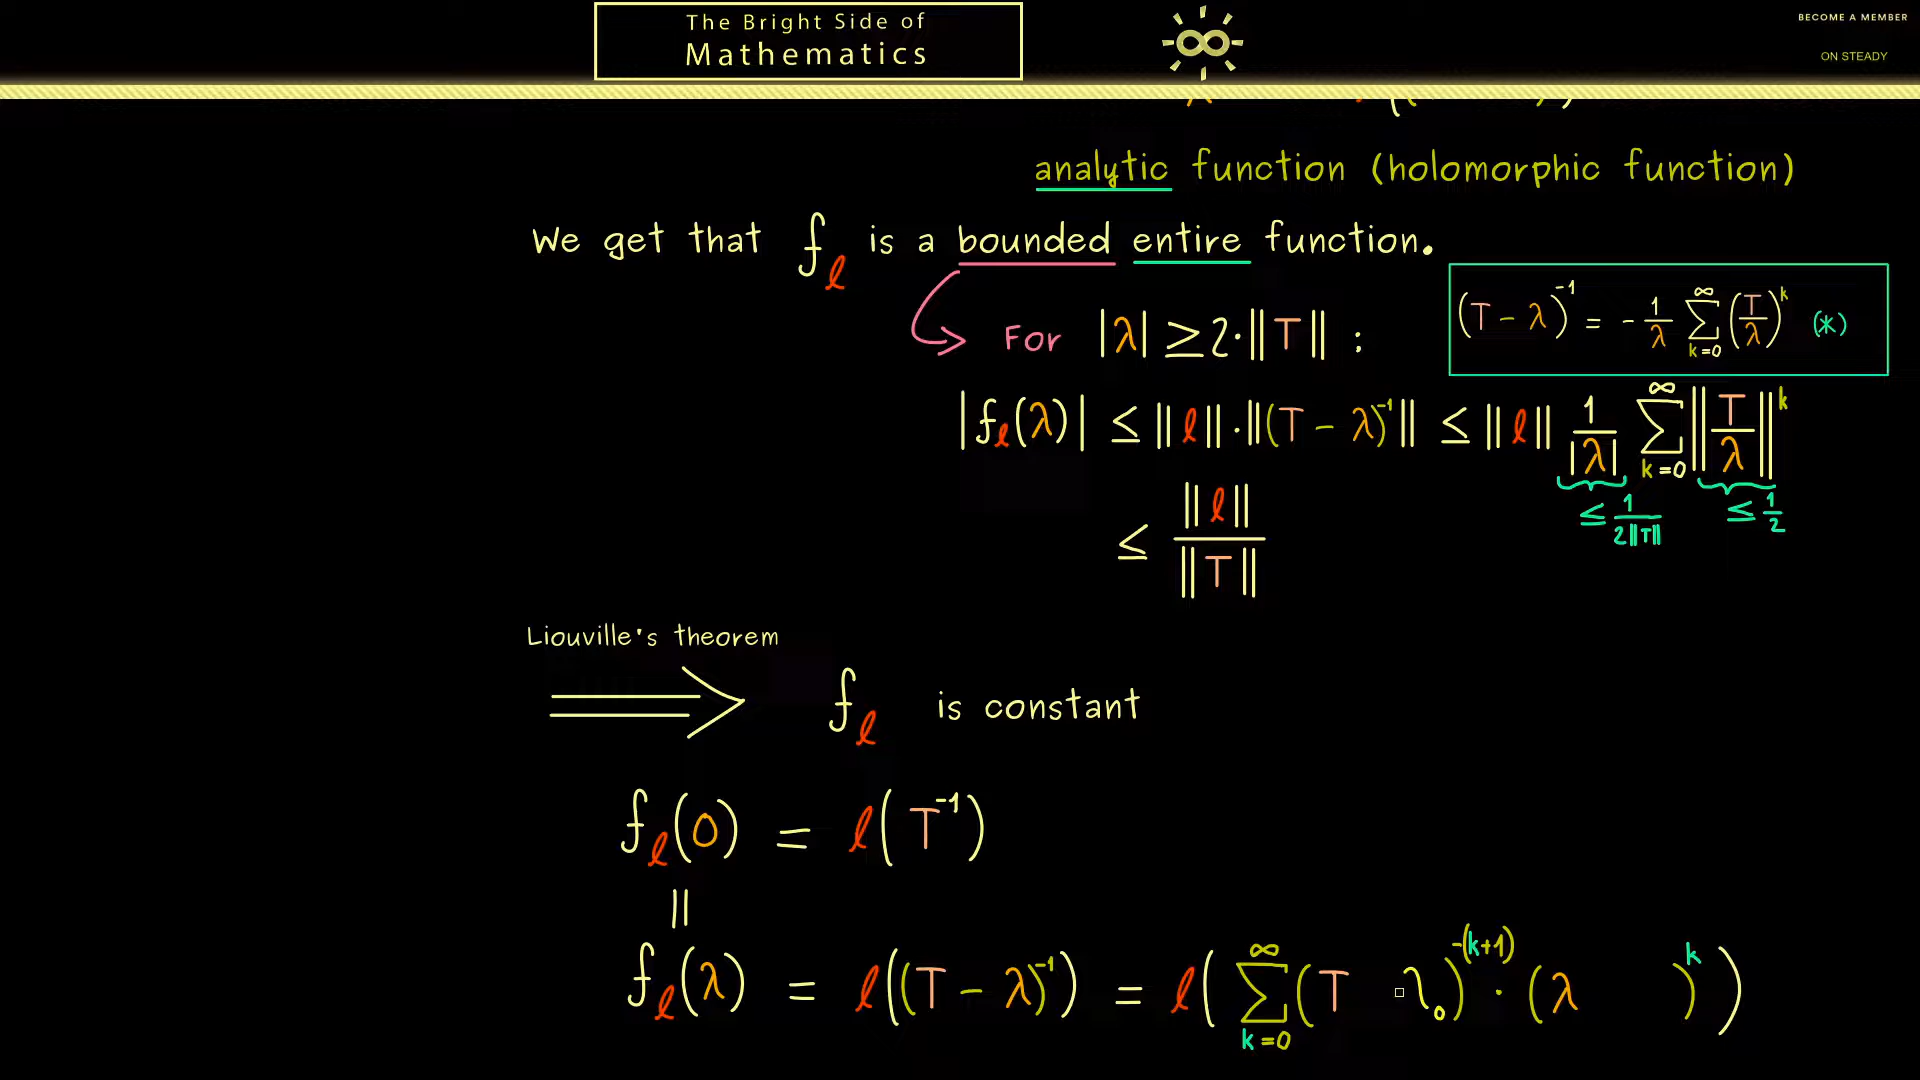 The Bright Side of
Mathematics
BECOME A MEMBER
ON STEADY
analytic function (holomorphic function)
We get that f_ℓ is a bounded entire function.
(T - λ)^-1 = - 1/λ ∑_{k=0}^∞ (T/λ)^k (*)
For |λ| ≥ 2·‖T‖ :
|f_ℓ(λ)| ≤ ‖ℓ‖·‖(T - λ)^-1‖ ≤ ‖ℓ‖ 1/|λ| ∑_{k=0}^∞ ‖T/λ‖^k
≤ 1/2‖T‖ ≤ 1/2
≤ ‖ℓ‖/‖T‖
Liouville's theorem
⟹ f_ℓ is constant
f_ℓ(0) = ℓ(T^-1)
||
f_ℓ(λ) = ℓ((T - λ)^-1) = ℓ(∑_{k=0}^∞ (T λ_0)^-(k+1) · (λ )^k)